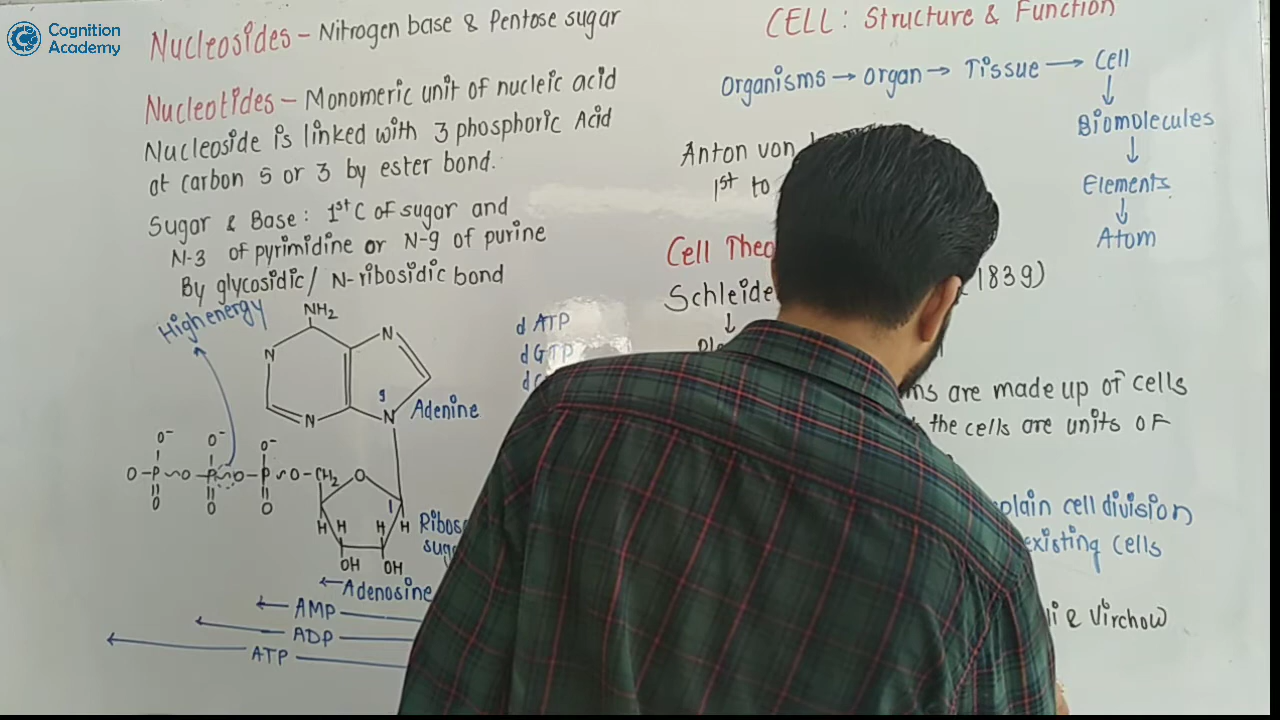 Cognition
Academy
Nucleosides – Nitrogen base & Pentose sugar
Nucleotides – Monomeric unit of nucleic acid
Nucleoside is linked with 3 phosphoric Acid
at carbon 5 or 3 by ester bond.
Sugar & Base: 1st C of sugar and
N-3 of pyrimidine or N-9 of purine
By glycosidic / N-ribosidic bond
High energy
NH2
N
N
N
N
9
Adenine
d ATP
d GTP
O⁻ O⁻ O⁻
O–P~O–P~O–P~O–CH2 O
O O O
1
H H H H
Ribos
sug
OH OH
Adenosine
AMP
ADP
ATP
CELL: Structure & Function
Organisms → organ → Tissue → Cell
↓
Biomolecules
↓
Elements
↓
Atom
Anton von
1st to
Cell Theo
Schleide
1839)
↓
are made up of cells
the cells are units of
plain cell division
existing cells
& Virchow